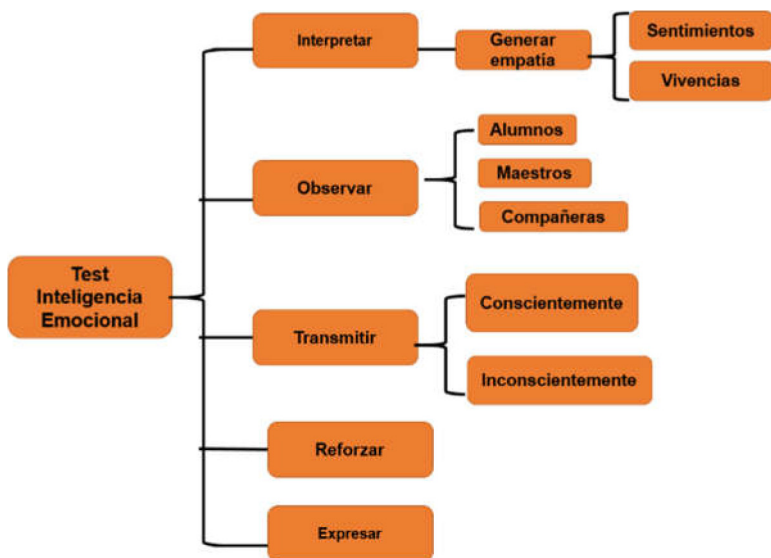 Test
Inteligencia
Emocional
Interpretar
Generar
empatía
Sentimientos
Vivencias
Observar
Alumnos
Maestros
Compañeras
Transmitir
Conscientemente
Inconscientemente
Reforzar
Expresar